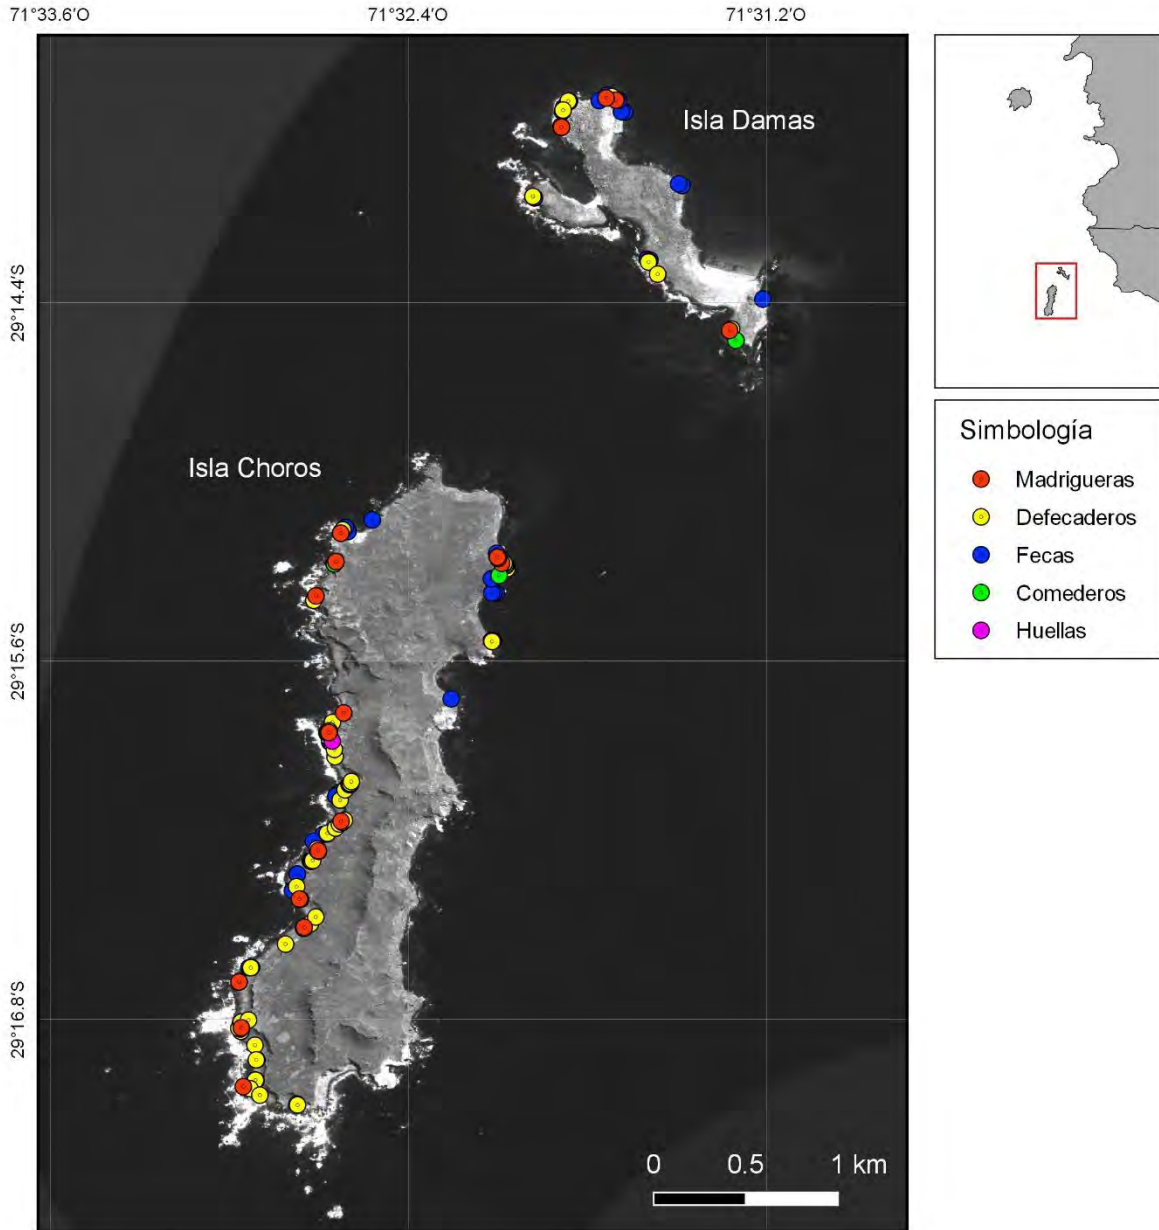 71°33.6'O
71°32.4'O
71°31.2'O
Isla Damas
29°14.4'S
Isla Choros
29°15.6'S
29°16.8'S
0 0.5 1 km
Simbología
Madrigueras
Defecaderos
Fecas
Comederos
Huellas